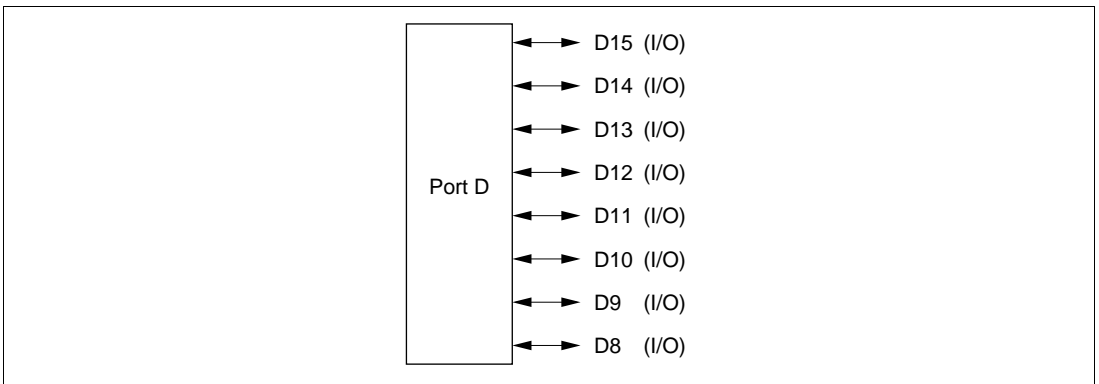 D15 (I/O)
D14 (I/O)
D13 (I/O)
D12 (I/O)
Port D
D11 (I/O)
D10 (I/O)
D9 (I/O)
D8 (I/O)